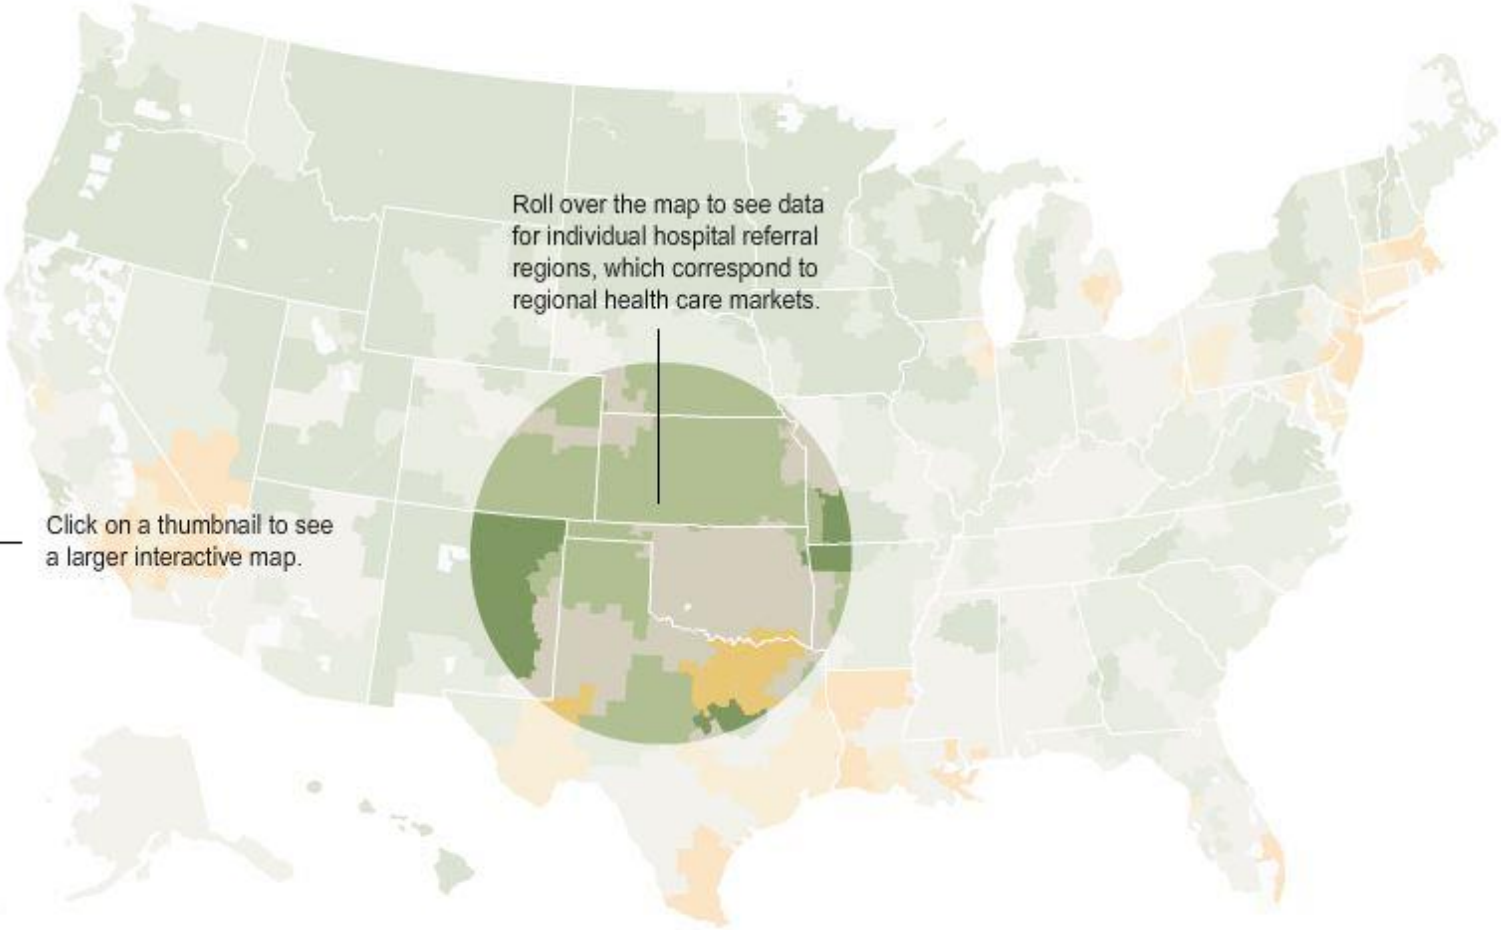 Roll over the map to see data
for individual hospital referral
regions, which correspond to
regional health care markets.
Click on a thumbnail to see
a larger interactive map.